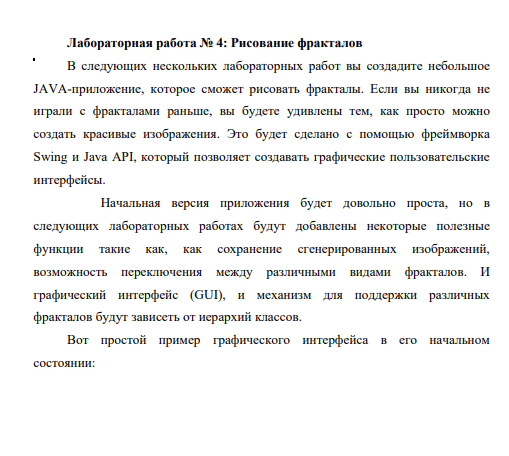 Лабораторная работа № 4: Рисование фракталов
В следующих нескольких лабораторных работ вы создадите небольшое
JAVA-приложение, которое сможет рисовать фракталы. Если вы никогда не
играли с фракталами раньше, вы будете удивлены тем, как просто можно
создать красивые изображения. Это будет сделано с помощью фреймворка
Swing и Java API, который позволяет создавать графические пользовательские
интерфейсы.
Начальная версия приложения будет довольно проста, но в
следующих лабораторных работах будут добавлены некоторые полезные
функции такие как, как сохранение сгенерированных изображений,
возможность переключения между различными видами фракталов. И
графический интерфейс (GUI), и механизм для поддержки различных
фракталов будут зависеть от иерархий классов.
Вот простой пример графического интерфейса в его начальном
состоянии: